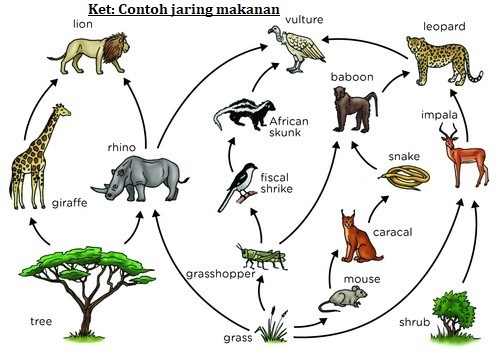 Ket: Contoh jaring makanan
lion
vulture
leopard
baboon
African
skunk
impala
rhino
snake
fiscal
shrike
giraffe
caracal
grasshopper
mouse
tree
grass
shrub